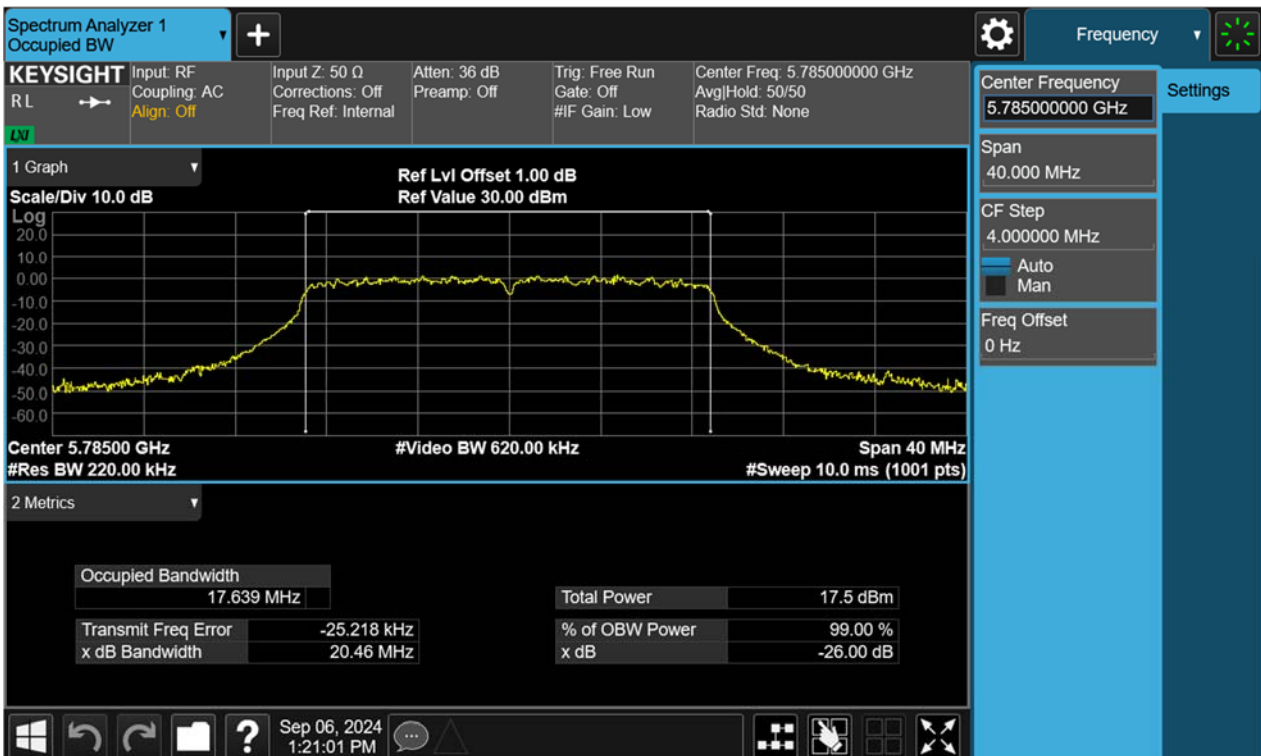 Spectrum Analyzer 1
Occupied BW
Frequency
KEYSIGHT
R L
LXI
Input: RF
Coupling: AC
Align: Off
Input Z: 50 Ω
Corrections: Off
Freq Ref: Internal
Atten: 36 dB
Preamp: Off
Trig: Free Run
Gate: Off
#IF Gain: Low
Center Freq: 5.785000000 GHz
Avg|Hold: 50/50
Radio Std: None
Center Frequency
5.785000000 GHz
Settings
Span
40.000 MHz
CF Step
4.000000 MHz
Auto
Man
Freq Offset
0 Hz
1 Graph
Scale/Div 10.0 dB
Ref Lvl Offset 1.00 dB
Ref Value 30.00 dBm
Log
20.0
10.0
0.00
-10.0
-20.0
-30.0
-40.0
-50.0
-60.0
Center 5.78500 GHz
#Video BW 620.00 kHz
Span 40 MHz
#Res BW 220.00 kHz
#Sweep 10.0 ms (1001 pts)
2 Metrics
Occupied Bandwidth
17.639 MHz
Total Power 17.5 dBm
Transmit Freq Error -25.218 kHz
% of OBW Power 99.00 %
x dB Bandwidth 20.46 MHz
x dB -26.00 dB
Sep 06, 2024
1:21:01 PM